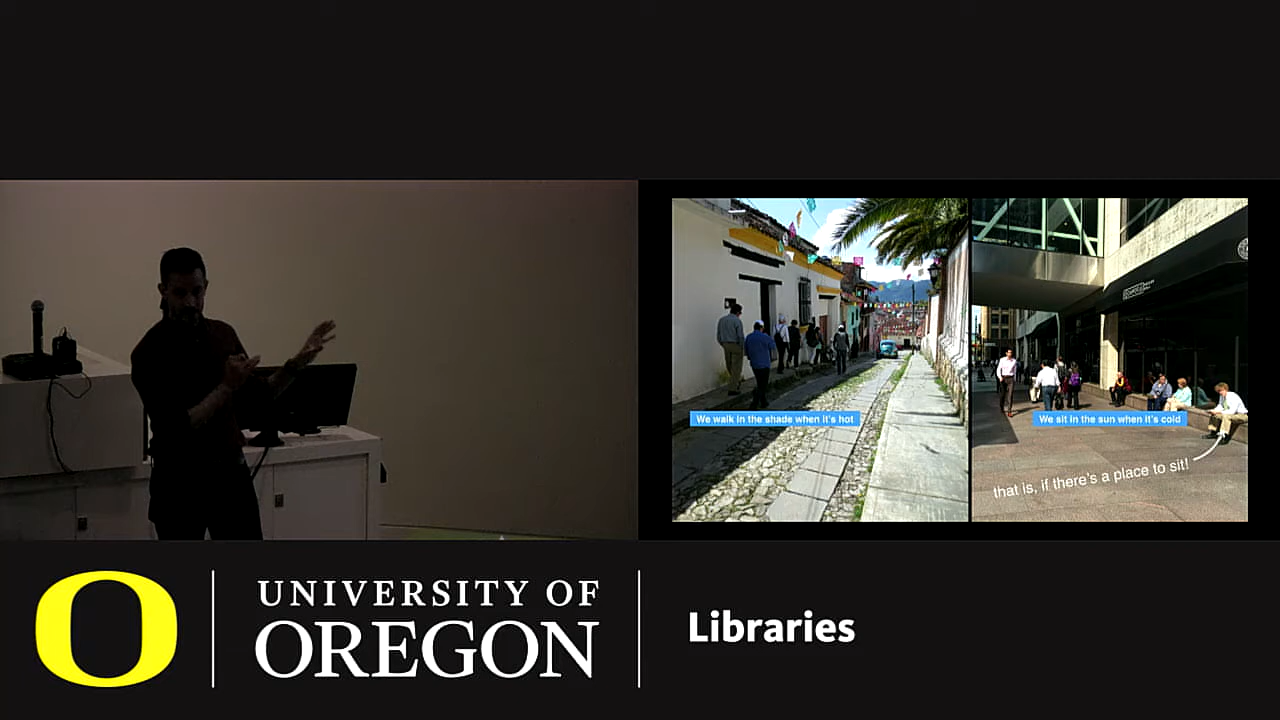 We walk in the shade when it's hot
We sit in the sun when it's cold
that is, if there's a place to sit!
UNIVERSITY OF
OREGON
Libraries